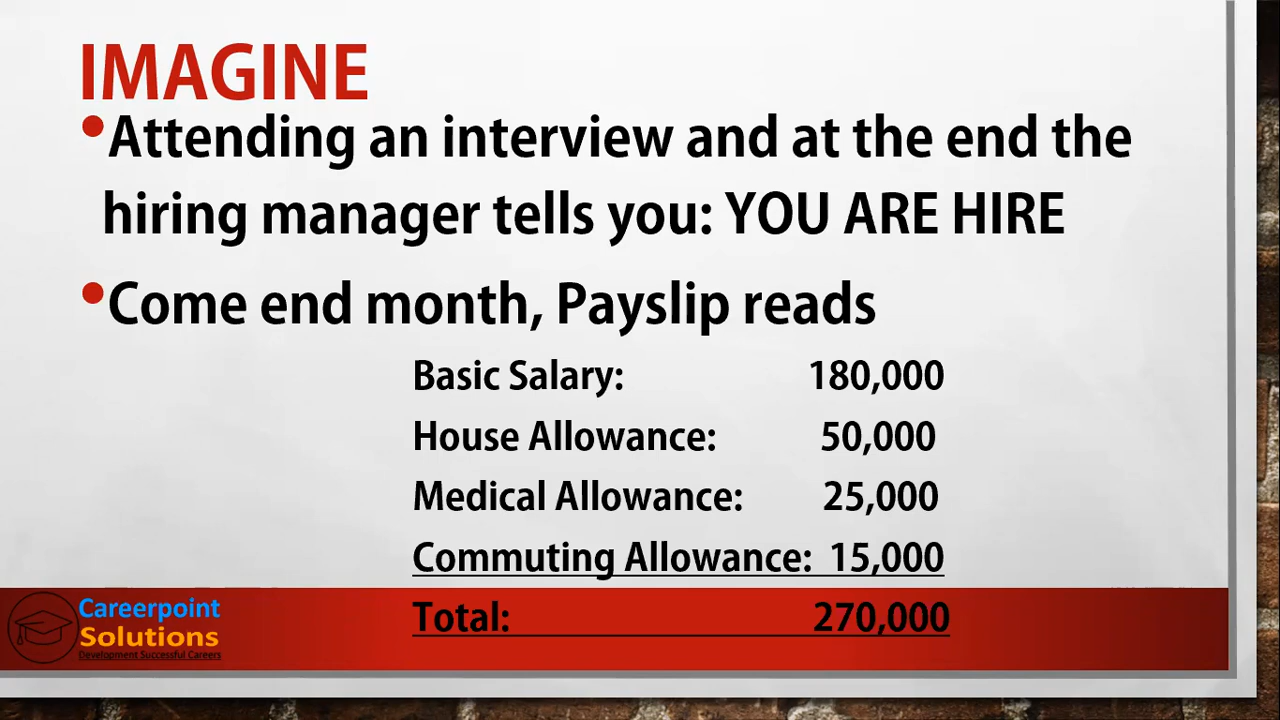 IMAGINE
•Attending an interview and at the end the
hiring manager tells you: YOU ARE HIRE
•Come end month, Payslip reads
Basic Salary: 180,000
House Allowance: 50,000
Medical Allowance: 25,000
Commuting Allowance: 15,000
Total: 270,000
Careerpoint
Solutions
Development Successful Careers